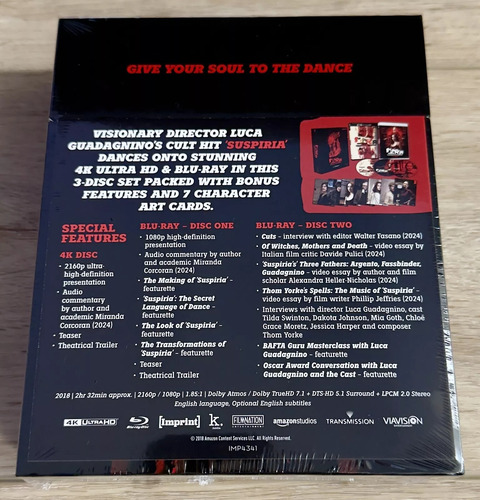 GIVE YOUR SOUL TO THE DANCE
VISIONARY DIRECTOR LUCA
GUADAGNINO'S CULT HIT 'SUSPIRIA'
DANCES ONTO STUNNING
4K ULTRA HD & BLU-RAY IN THIS
3-DISC SET PACKED WITH BONUS
FEATURES AND 7 CHARACTER
ART CARDS.
SPECIAL
FEATURES
4K DISC
• 2160p ultra-
high-definition
presentation
• Audio
commentary
by author and
academic Miranda
Corcoran (2024)
• Teaser
• Theatrical Trailer
BLU-RAY – DISC ONE
• 1080p high-definition
presentation
• Audio commentary by author
and academic Miranda
Corcoran (2024)
• The Making of 'Suspiria' –
featurette
• 'Suspiria': The Secret
Language of Dance –
featurette
• The Look of 'Suspiria' –
featurette
• The Transformations of
'Suspiria' – featurette
• Teaser
• Theatrical Trailer
BLU-RAY – DISC TWO
• Cuts – interview with editor Walter Fasano (2024)
• Of Witches, Mothers and Death – video essay by
Italian film critic Davide Pulici (2024)
• 'Suspiria's' Three Fathers: Argento, Fassbinder,
Guadagnino – video essay by author and film
scholar Alexandra Heller-Nicholas (2024)
• Thom Yorke's Spells: The Music of 'Suspiria' –
video essay by film writer Phillip Jeffries (2024)
• Interviews with director Luca Guadagnino, cast
Tilda Swinton, Dakota Johnson, Mia Goth, Chloë
Grace Moretz, Jessica Harper and composer
Thom Yorke
• BAFTA Guru Masterclass with Luca
Guadagnino – featurette
• Oscar Award Conversation with Luca
Guadagnino and the Cast – featurette
2018 | 2hr 32min approx. | 2160p / 1080p | 1.85:1 | Dolby Atmos / Dolby TrueHD 7.1 + DTS-HD 5.1 Surround + LPCM 2.0 Stereo
English language, Optional English subtitles
4K ULTRA HD Blu-ray Disc [Imprint] k. FILMNATION ENTERTAINMENT amazonstudios TRANSMISSION VIAVISION
© 2018 Amazon Content Services LLC. All Rights Reserved.
IMP4341